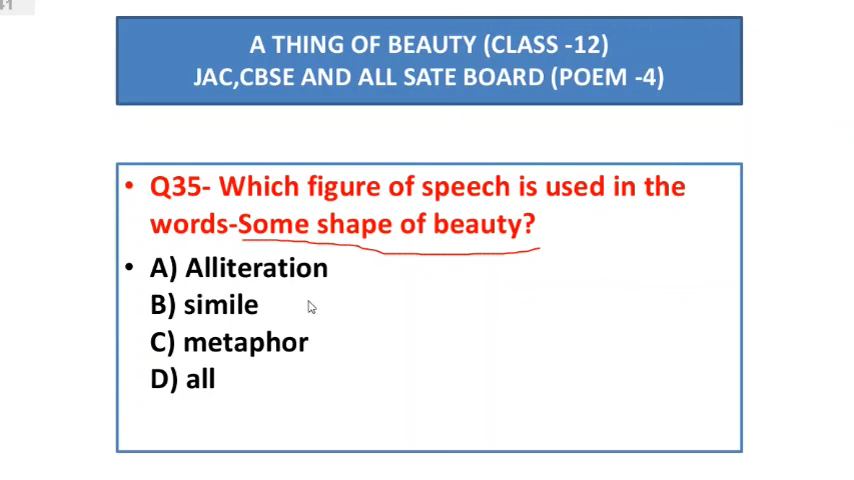 A THING OF BEAUTY (CLASS -12)
JAC,CBSE AND ALL SATE BOARD (POEM -4)
• Q35- Which figure of speech is used in the
words-Some shape of beauty?
• A) Alliteration
B) simile
C) metaphor
D) all